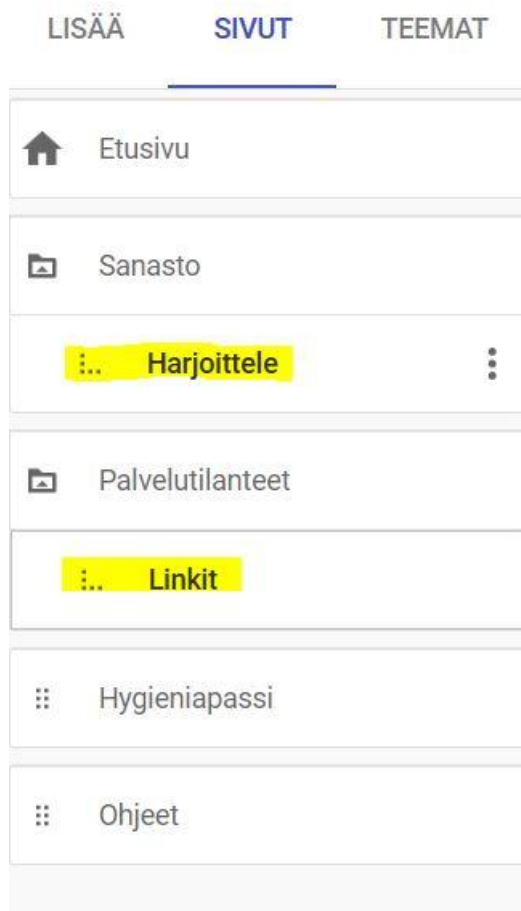 LISÄÄ SIVUT TEEMAT
Etusivu
Sanasto
Harjoittele
Palvelutilanteet
Linkit
Hygieniapassi
Ohjeet